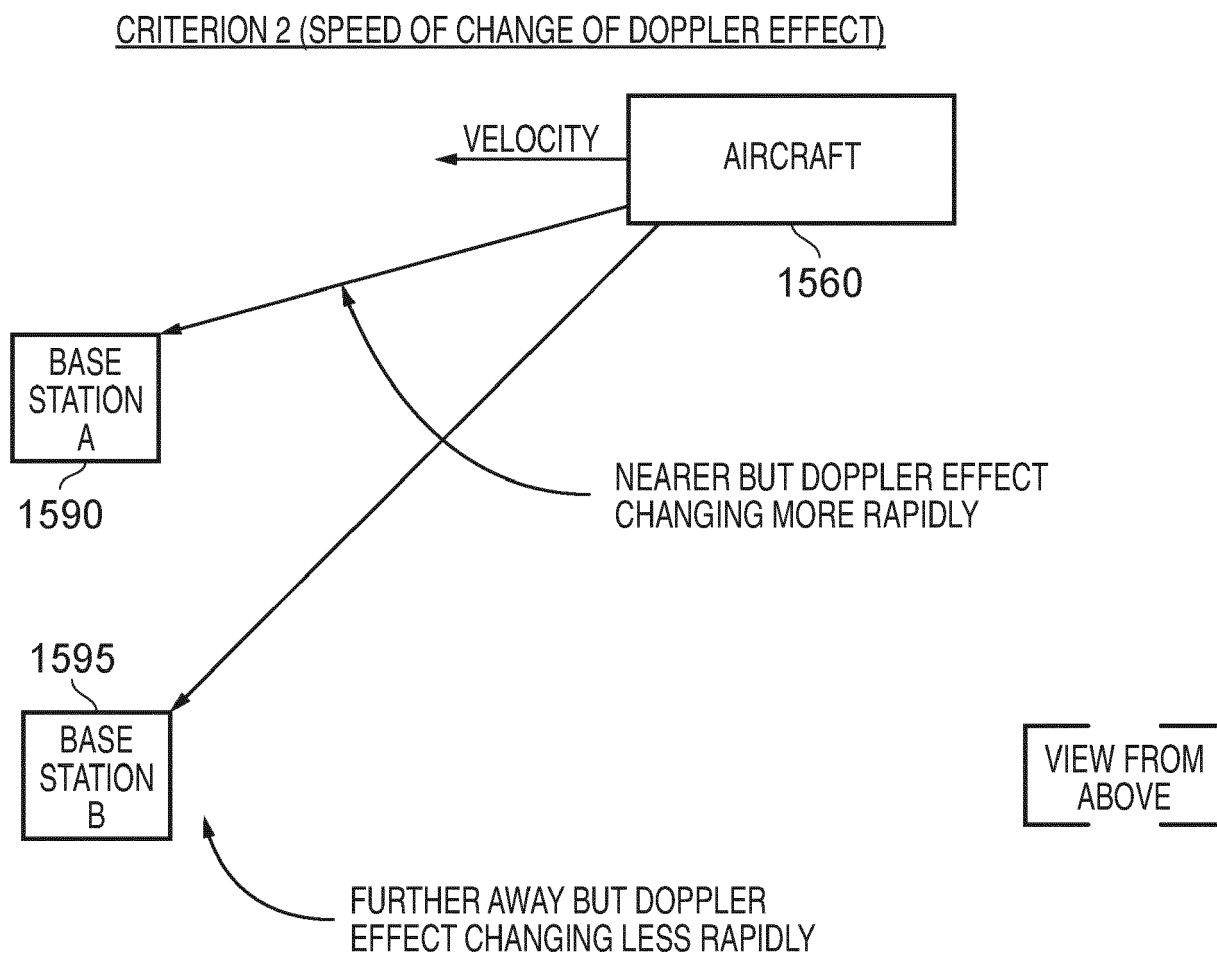 CRITERION 2 (SPEED OF CHANGE OF DOPPLER EFFECT)
VELOCITY
AIRCRAFT
1560
BASE
STATION
A
1590
NEARER BUT DOPPLER EFFECT
CHANGING MORE RAPIDLY
1595
BASE
STATION
B
VIEW FROM
ABOVE
FURTHER AWAY BUT DOPPLER
EFFECT CHANGING LESS RAPIDLY